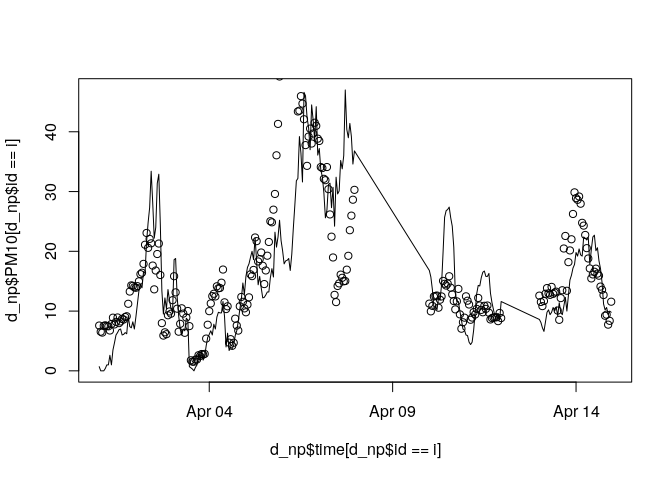 d_np$PM10[d_np$id == i]
40
30
20
10
0
Apr 04
Apr 09
Apr 14
d_np$time[d_np$id == i]